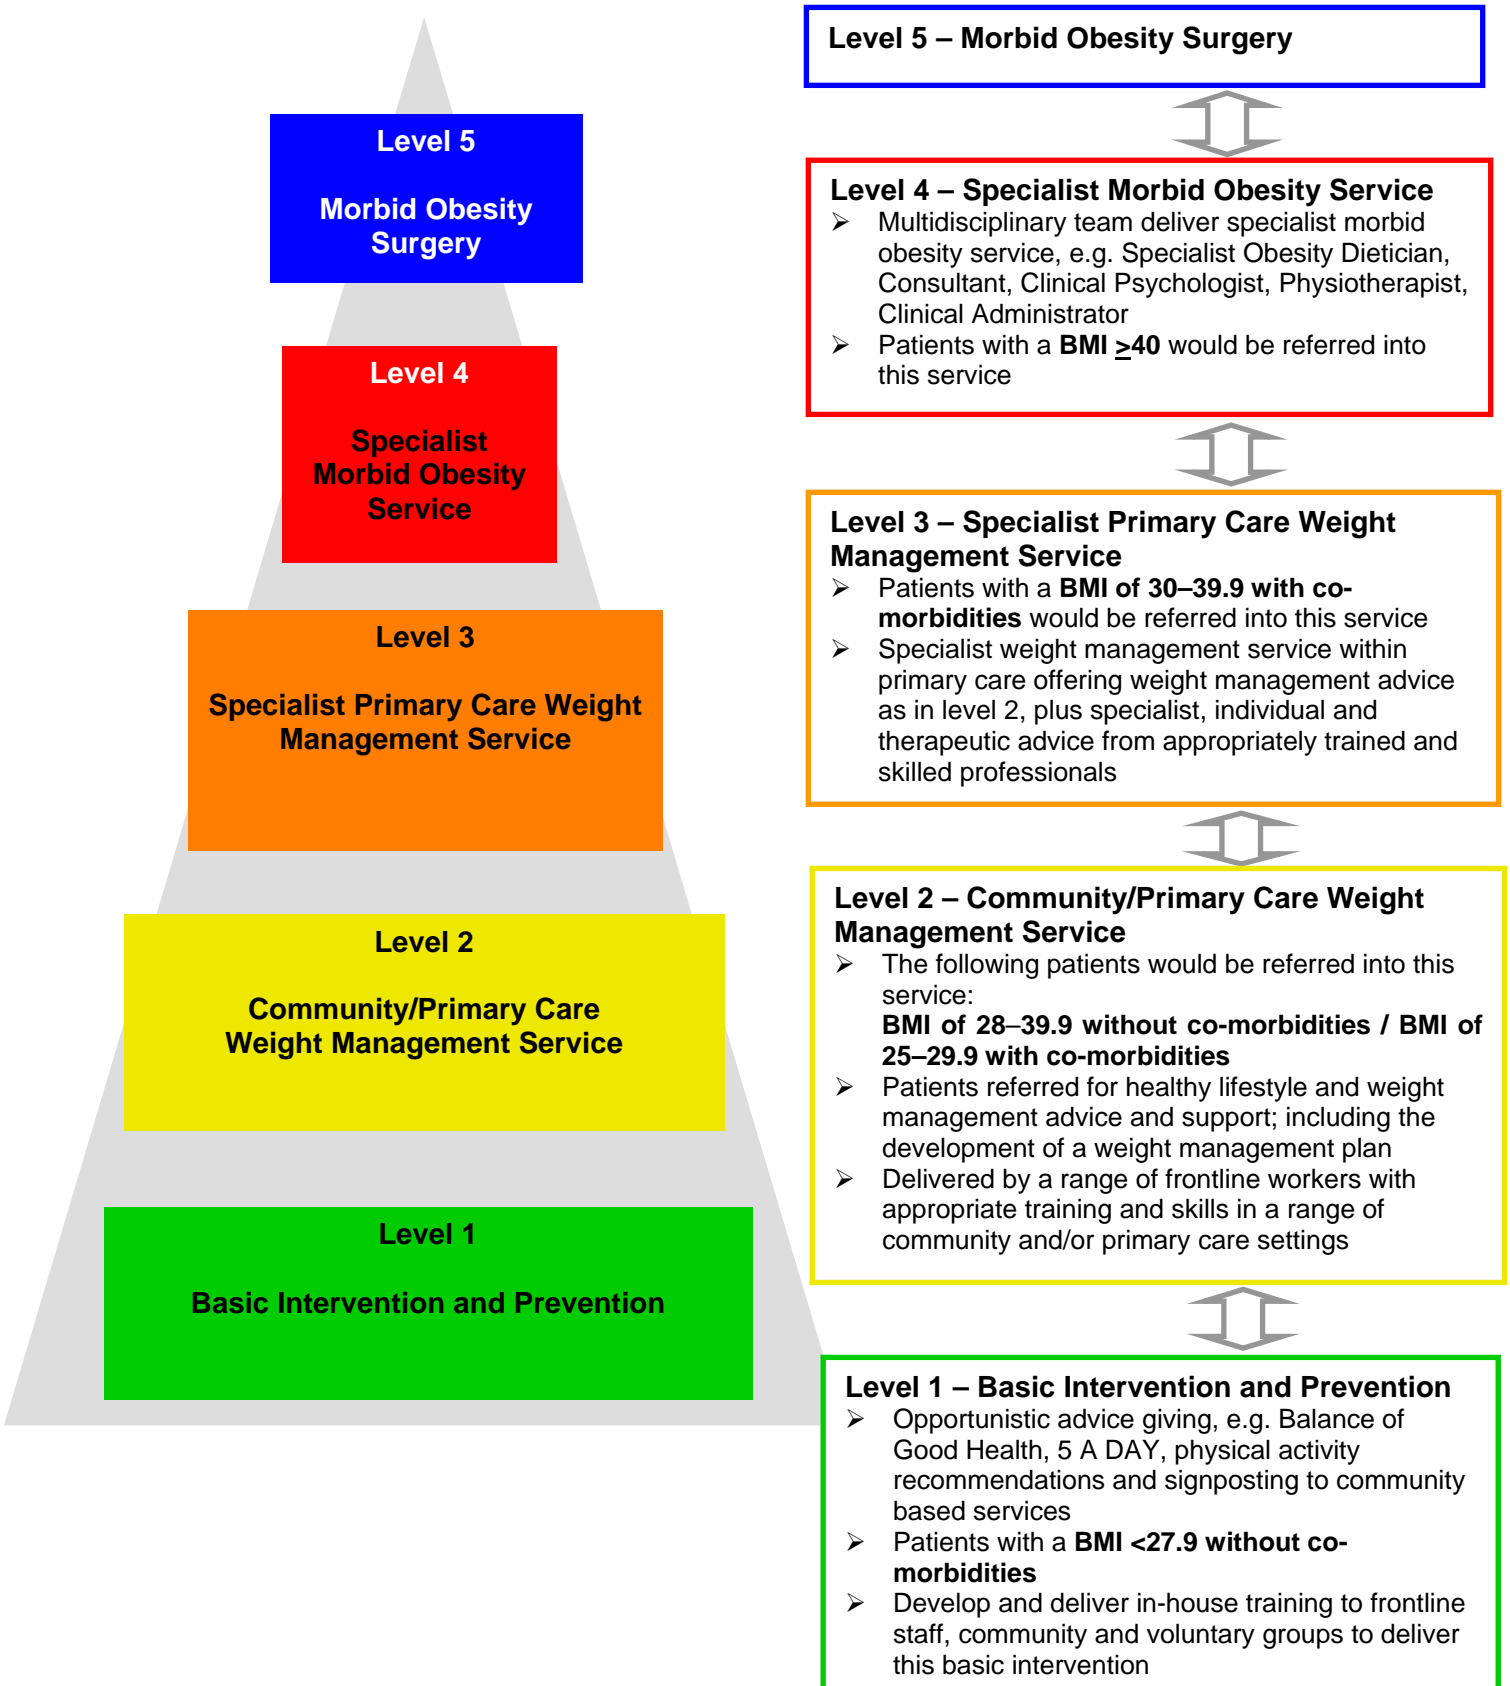 Level 5
Morbid Obesity
Surgery
Level 4
Specialist
Morbid Obesity
Service
Level 3
Specialist Primary Care Weight
Management Service
Level 2
Community/Primary Care
Weight Management Service
Level 1
Basic Intervention and Prevention
Level 5 – Morbid Obesity Surgery
Level 4 – Specialist Morbid Obesity Service
➢ Multidisciplinary team deliver specialist morbid
obesity service, e.g. Specialist Obesity Dietician,
Consultant, Clinical Psychologist, Physiotherapist,
Clinical Administrator
➢ Patients with a BMI >40 would be referred into
this service
Level 3 – Specialist Primary Care Weight
Management Service
➢ Patients with a BMI of 30–39.9 with co-
morbidities would be referred into this service
➢ Specialist weight management service within
primary care offering weight management advice
as in level 2, plus specialist, individual and
therapeutic advice from appropriately trained and
skilled professionals
Level 2 – Community/Primary Care Weight
Management Service
➢ The following patients would be referred into this
service:
BMI of 28–39.9 without co-morbidities / BMI of
25–29.9 with co-morbidities
➢ Patients referred for healthy lifestyle and weight
management advice and support; including the
development of a weight management plan
➢ Delivered by a range of frontline workers with
appropriate training and skills in a range of
community and/or primary care settings
Level 1 – Basic Intervention and Prevention
➢ Opportunistic advice giving, e.g. Balance of
Good Health, 5 A DAY, physical activity
recommendations and signposting to community
based services
➢ Patients with a BMI <27.9 without co-
morbidities
➢ Develop and deliver in-house training to frontline
staff, community and voluntary groups to deliver
this basic intervention